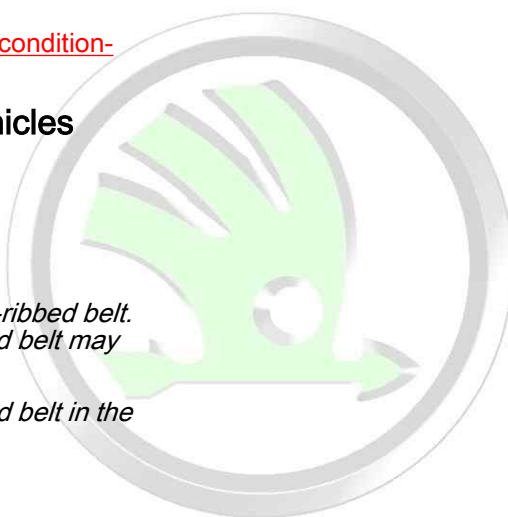 condition-
nicles
-ribbed belt.
d belt may
d belt in the